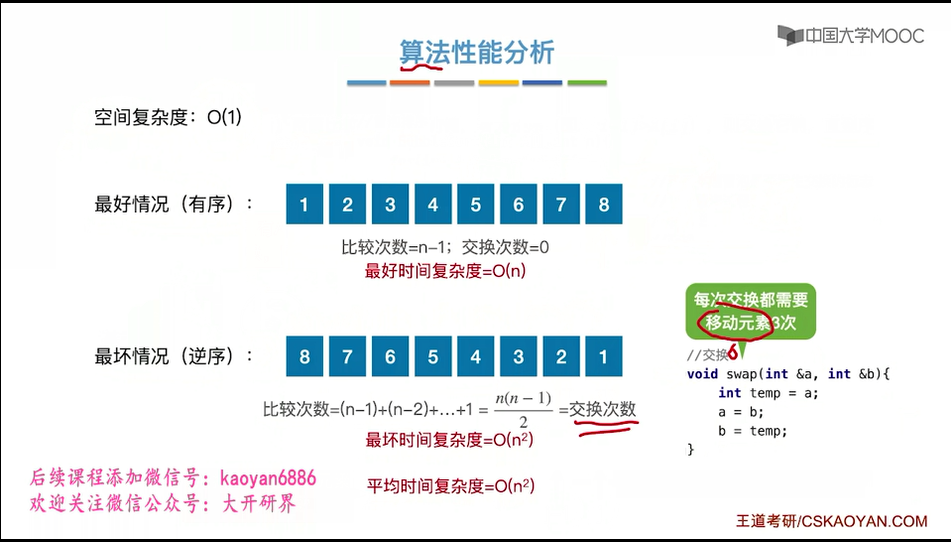 中国大学MOOC
算法性能分析
空间复杂度：O(1)
最好情况（有序）：
1 2 3 4 5 6 7 8
比较次数=n−1；交换次数=0
最好时间复杂度=O(n)
每次交换都需要
移动元素3次
最坏情况（逆序）：
8 7 6 5 4 3 2 1
//交换
6
void swap(int &a, int &b){
int temp = a;
a = b;
b = temp;
}
比较次数=(n−1)+(n−2)+…+1 = n(n − 1)/2 =交换次数
最坏时间复杂度=O(n²)
平均时间复杂度=O(n²)
后续课程添加微信号：kaoyan6886
欢迎关注微信公众号：大开研界
王道考研/CSKAOYAN.COM